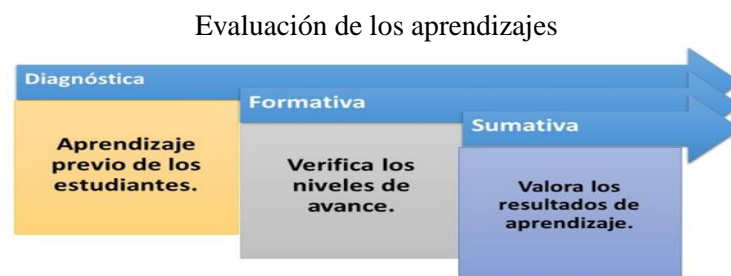 Evaluación de los aprendizajes
Diagnóstica
Aprendizaje
previo de los
estudiantes.
Formativa
Verifica los
niveles de
avance.
Sumativa
Valora los
resultados de
aprendizaje.